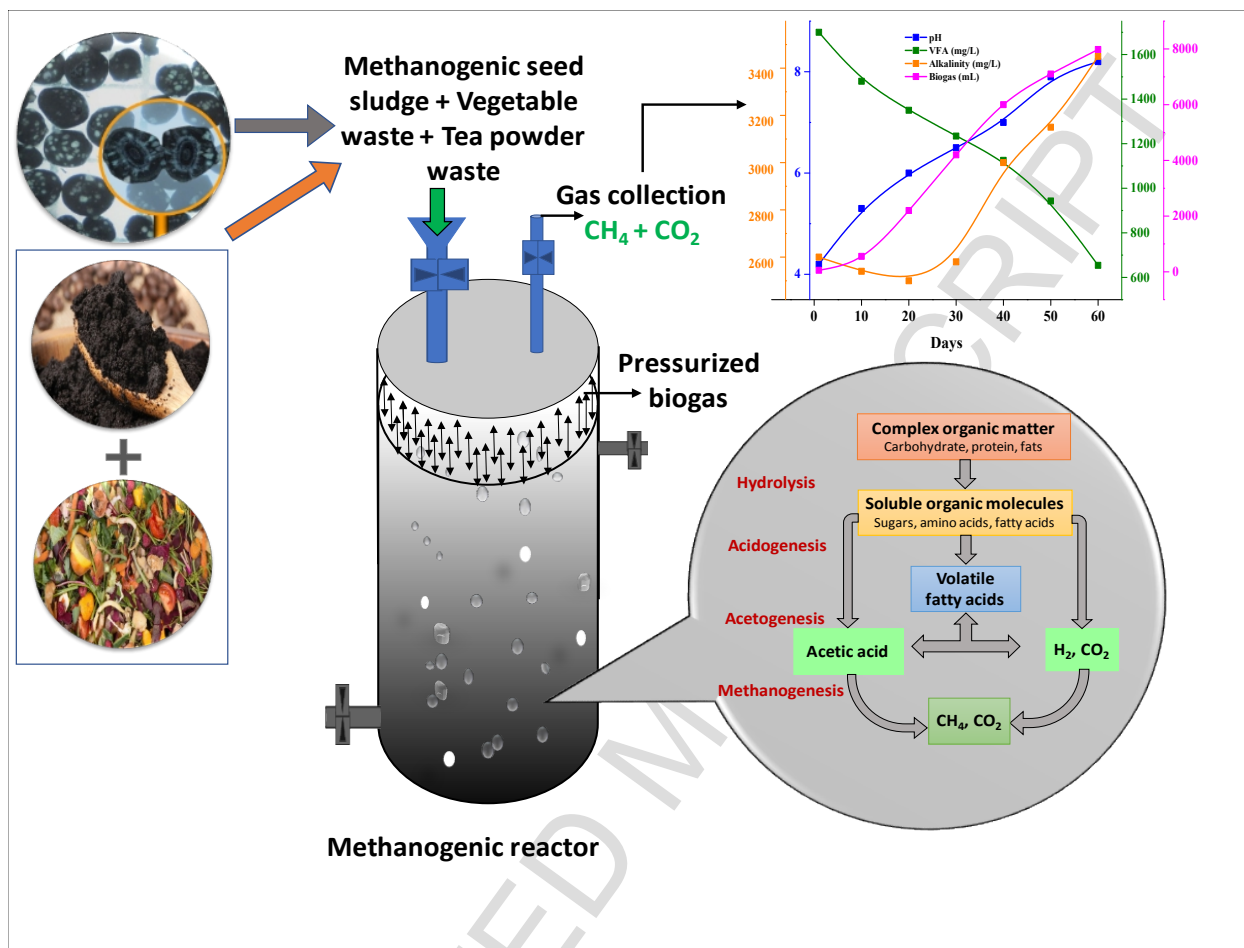 Methanogenic seed
sludge + Vegetable
waste + Tea powder
waste
Gas collection
CH₄ + CO₂
Pressurized
biogas
Methanogenic reactor
pH
VFA (mg/L)
Alkalinity (mg/L)
Biogas (mL)
3400
3200
3000
2800
2600
8
6
4
1600
1400
1200
1000
800
600
8000
6000
4000
2000
0
0 10 20 30 40 50 60
Days
Complex organic matter
Carbohydrate, protein, fats
Hydrolysis
Soluble organic molecules
Sugars, amino acids, fatty acids
Acidogenesis
Volatile
fatty acids
Acetogenesis
Acetic acid
H₂, CO₂
Methanogenesis
CH₄, CO₂